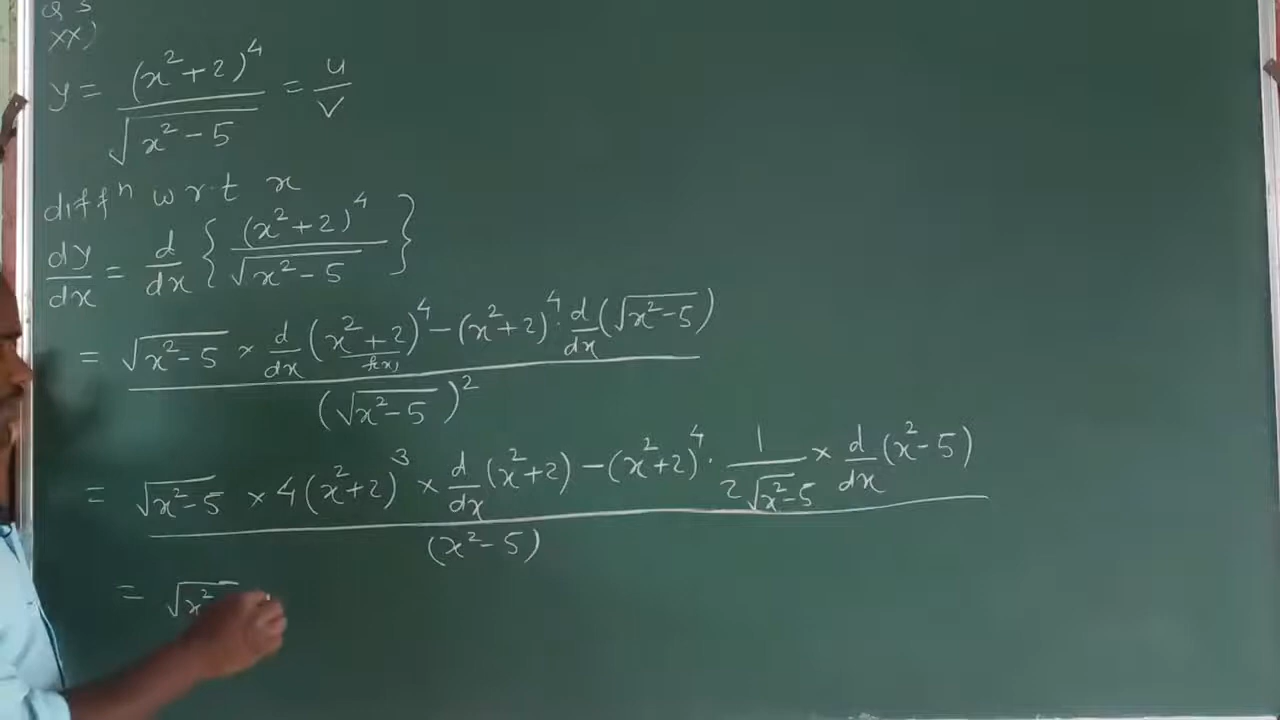 Q 3
xx)
y = (x²+2)⁴ / √(x²-5) = u/v
diffⁿ w.r.t x
dy/dx = d/dx { (x²+2)⁴ / √(x²-5) }
= [√(x²-5) × d/dx (x²+2)⁴ - (x²+2)⁴ · d/dx (√(x²-5))] / (√(x²-5))²
f(x)
= [√(x²-5) × 4(x²+2)³ × d/dx (x²+2) - (x²+2)⁴ · 1/(2√(x²-5)) × d/dx (x²-5)] / (x²-5)
= √x²